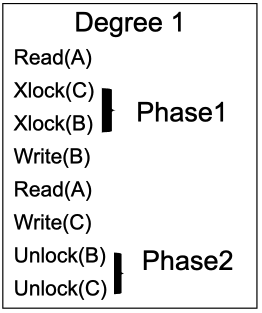 Degree 1
Read(A)
Xlock(C)
Xlock(B)
Phase1
Write(B)
Read(A)
Write(C)
Unlock(B)
Unlock(C)
Phase2